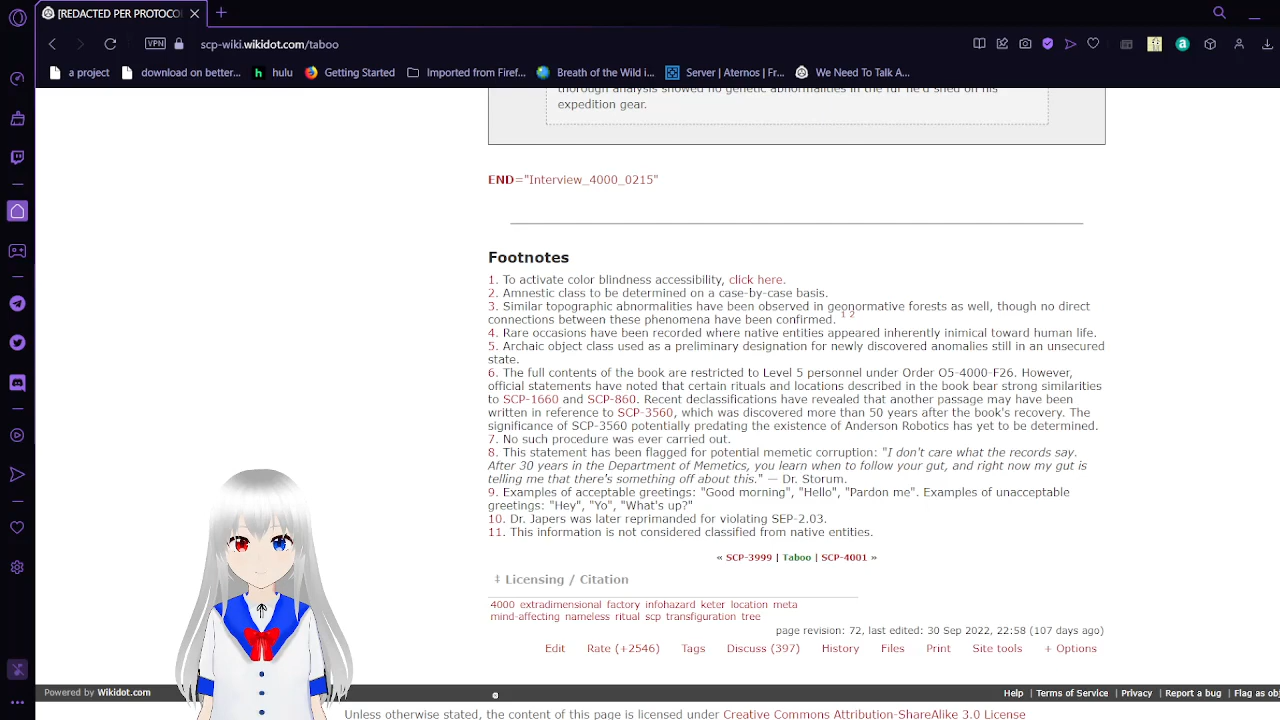 [REDACTED PER PROTOCO
VPN scp-wiki.wikidot.com/taboo
a project download on better... hulu Getting Started Imported from Firef... Breath of the Wild i... Server | Aternos | Fr... We Need To Talk A...
thorough analysis showed no genetic abnormalities in the fur he'd shed on his
expedition gear.
END="Interview_4000_0215"
Footnotes
1. To activate color blindness accessibility, click here.
2. Amnestic class to be determined on a case-by-case basis.
3. Similar topographic abnormalities have been observed in geonormative forests as well, though no direct
connections between these phenomena have been confirmed. 1 2
4. Rare occasions have been recorded where native entities appeared inherently inimical toward human life.
5. Archaic object class used as a preliminary designation for newly discovered anomalies still in an unsecured
state.
6. The full contents of the book are restricted to Level 5 personnel under Order O5-4000-F26. However,
official statements have noted that certain rituals and locations described in the book bear strong similarities
to SCP-1660 and SCP-860. Recent declassifications have revealed that another passage may have been
written in reference to SCP-3560, which was discovered more than 50 years after the book's recovery. The
significance of SCP-3560 potentially predating the existence of Anderson Robotics has yet to be determined.
7. No such procedure was ever carried out.
8. This statement has been flagged for potential memetic corruption: "I don't care what the records say.
After 30 years in the Department of Memetics, you learn when to follow your gut, and right now my gut is
telling me that there's something off about this." — Dr. Storum.
9. Examples of acceptable greetings: "Good morning", "Hello", "Pardon me". Examples of unacceptable
greetings: "Hey", "Yo", "What's up?"
10. Dr. Japers was later reprimanded for violating SEP-2.03.
11. This information is not considered classified from native entities.
« SCP-3999 | Taboo | SCP-4001 »
‡ Licensing / Citation
4000 extradimensional factory infohazard keter location meta
mind-affecting nameless ritual scp transfiguration tree
page revision: 72, last edited: 30 Sep 2022, 22:58 (107 days ago)
Edit Rate (+2546) Tags Discuss (397) History Files Print Site tools + Options
Powered by Wikidot.com Help | Terms of Service | Privacy | Report a bug | Flag as obj
Unless otherwise stated, the content of this page is licensed under Creative Commons Attribution-ShareAlike 3.0 License